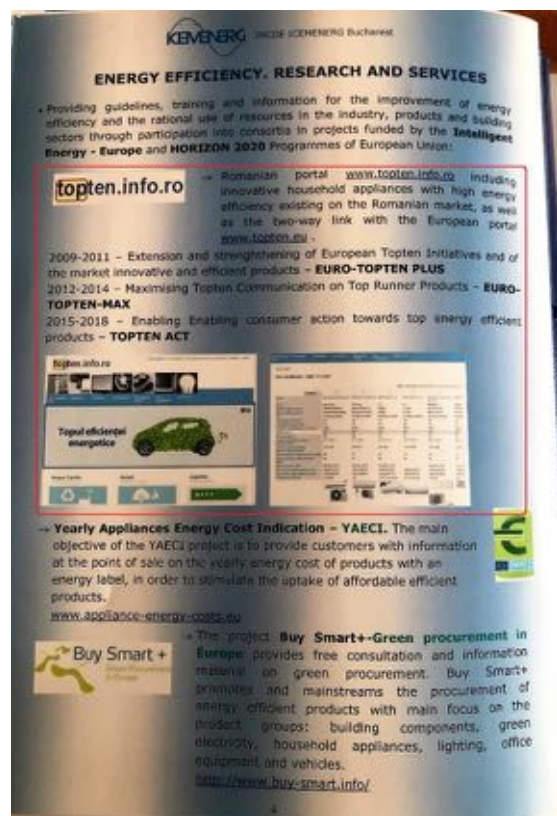 ENERGY EFFICIENCY. RESEARCH AND SERVICES
• Providing guidelines, training and information for the improvement of energy
efficiency and the rational use of resources in the industry, products and building
sectors through participation into consortia in projects funded by the Intelligent
Energy - Europe and HORIZON 2020 Programmes of European Union:
topten.info.ro
→ Romanian portal www.topten.info.ro including
innovative household appliances with high energy
efficiency existing on the Romanian market, as well
as the two-way link with the European portal
www.topten.eu .
2009-2011 – Extension and strenghthening of European Topten Initiatives and of
the market innovative and efficient products – EURO-TOPTEN PLUS
2012-2014 – Maximising Topten Communication on Top Runner Products – EURO-
TOPTEN-MAX
2015-2018 – Enabling Enabling consumer action towards top energy efficient
products – TOPTEN ACT
topten.info.ro
Topul eficienței
energetice
→ Yearly Appliances Energy Cost Indication – YAECI. The main
objective of the YAECI project is to provide customers with information
at the point of sale on the yearly energy cost of products with an
energy label, in order to stimulate the uptake of affordable efficient
products.
www.appliance-energy-costs.eu
Buy Smart +
Green Procurement
→ The project Buy Smart+-Green procurement in
Europe provides free consultation and information
material on green procurement. Buy Smart+
promotes and mainstreams the procurement of
energy efficient products with main focus on the
product groups: building components, green
electricity, household appliances, lighting, office
equipment and vehicles.
http://www.buy-smart.info/
4